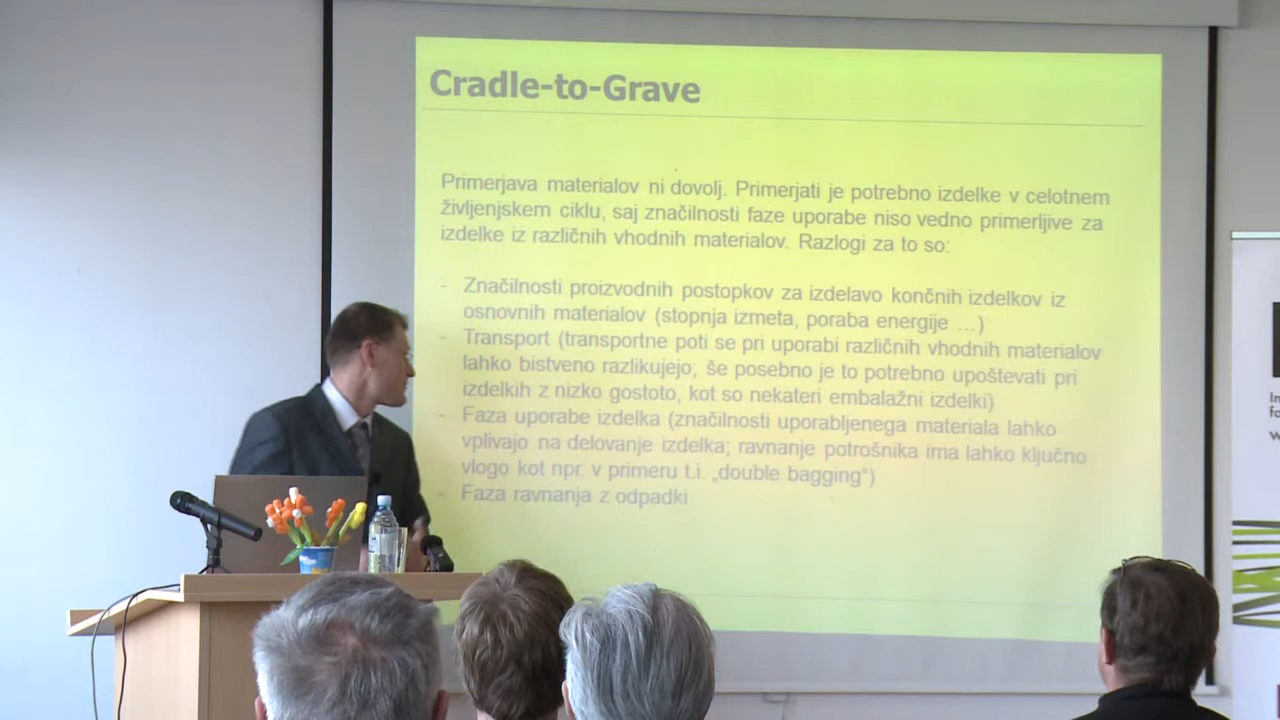 Cradle-to-Grave
Primerjava materialov ni dovolj. Primerjati je potrebno izdelke v celotnem
življenjskem ciklu, saj značilnosti faze uporabe niso vedno primerljive za
izdelke iz različnih vhodnih materialov. Razlogi za to so:
- Značilnosti proizvodnih postopkov za izdelavo končnih izdelkov iz
osnovnih materialov (stopnja izmeta, poraba energije …)
- Transport (transportne poti se pri uporabi različnih vhodnih materialov
lahko bistveno razlikujejo; še posebno je to potrebno upoštevati pri
izdelkih z nizko gostoto, kot so nekateri embalažni izdelki)
- Faza uporabe izdelka (značilnosti uporabljenega materiala lahko
vplivajo na delovanje izdelka; ravnanje potrošnika ima lahko ključno
vlogo kot npr. v primeru t.i. „double bagging“)
- Faza ravnanja z odpadki